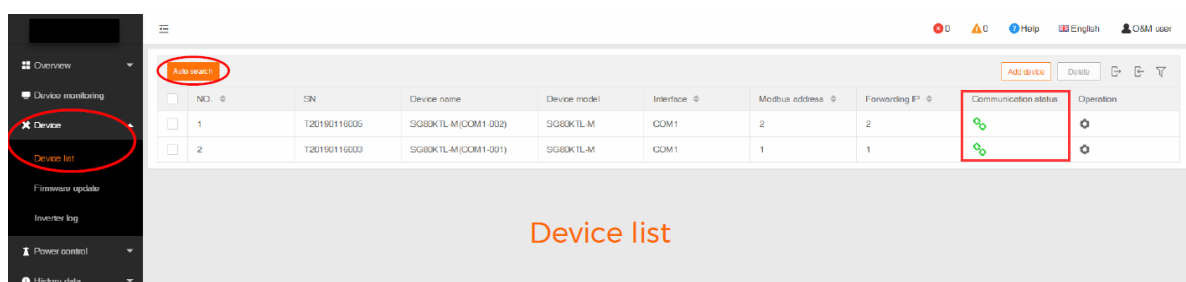 0 0 Help English O&M user
Overview
Device monitoring
Device
Device list
Firmware update
Inverter log
Power control
History data
Auto search
Add device Delete
NO. SN Device name Device model Interface Modbus address Forwarding IP Communication status Operation
1 T20190116005 SG80KTL-M(COM1-002) SG80KTL-M COM1 2 2
2 T20190116003 SG80KTL-M(COM1-001) SG80KTL-M COM1 1 1
Device list